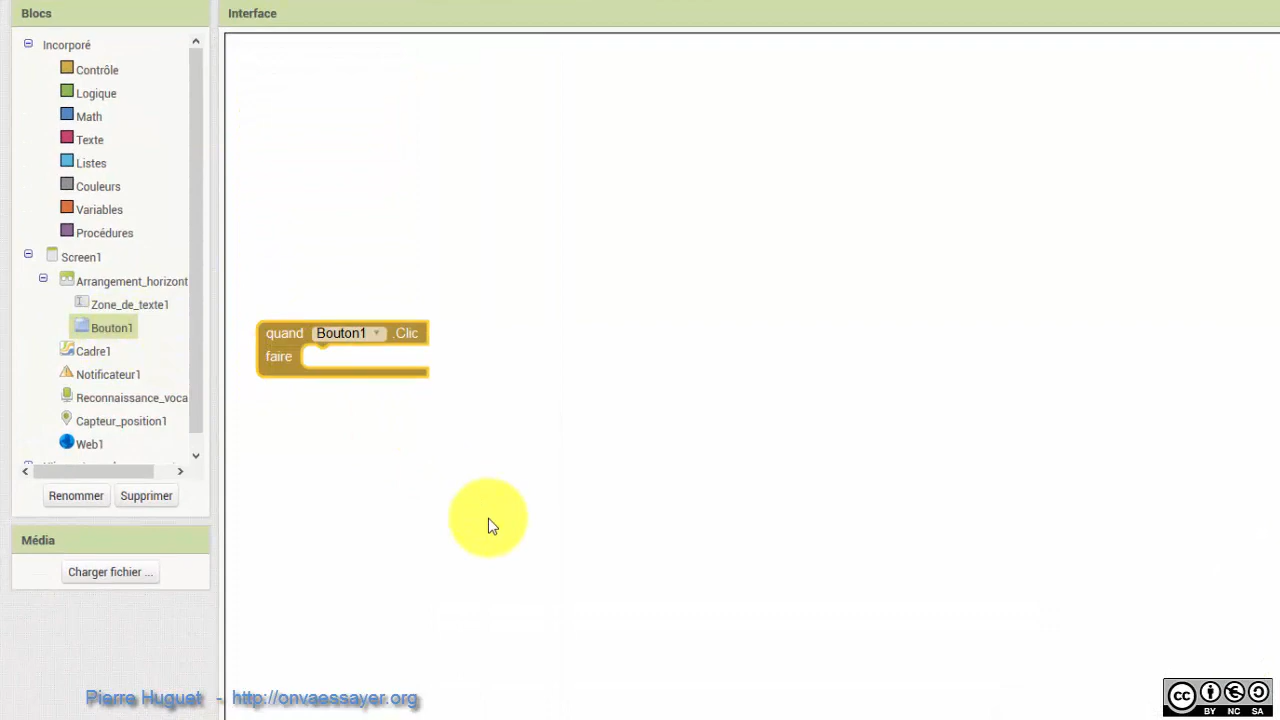 Blocs
Interface
Incorporé
Contrôle
Logique
Math
Texte
Listes
Couleurs
Variables
Procédures
Screen1
Arrangement_horizont
Zone_de_texte1
Bouton1
Cadre1
Notificateur1
Reconnaissance_voca
Capteur_position1
Web1
Renommer Supprimer
Média
Charger fichier ...
quand Bouton1 .Clic
faire
Pierre Huguet - http://onvaessayer.org
CC
BY NC SA